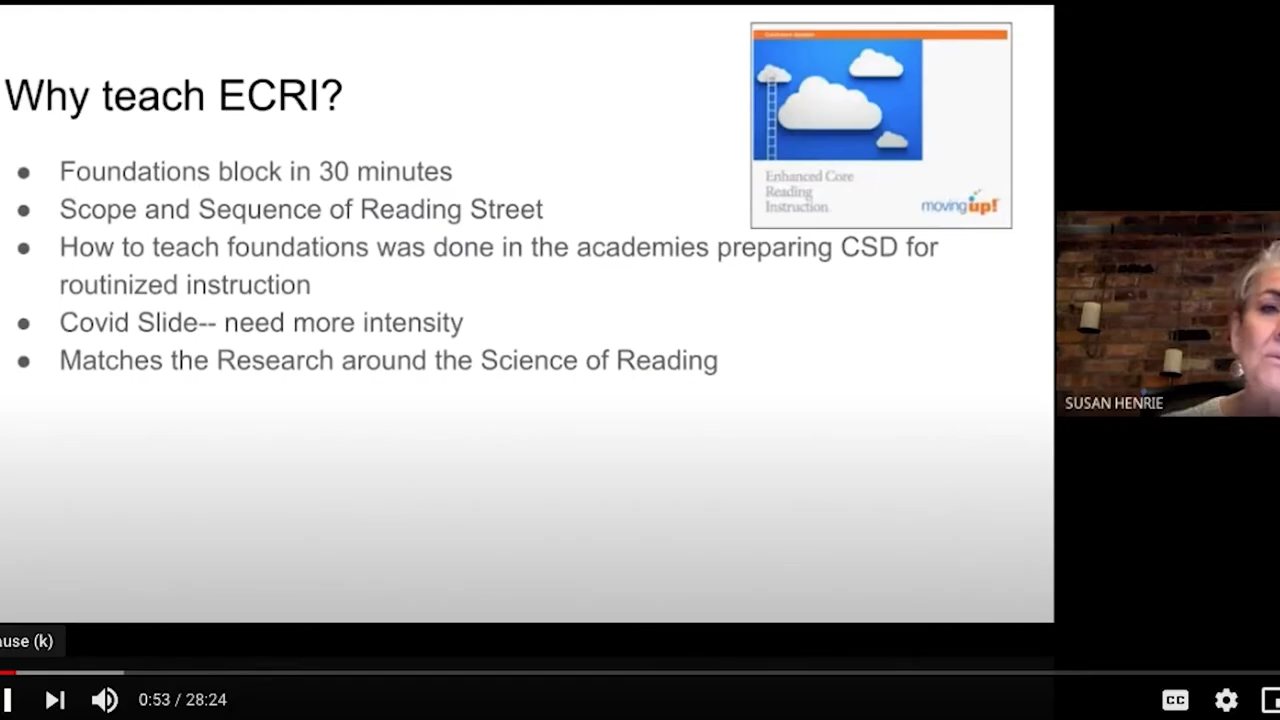 Why teach ECRI?
Enhanced Core
Reading
Instruction
movingup!
● Foundations block in 30 minutes
● Scope and Sequence of Reading Street
● How to teach foundations was done in the academies preparing CSD for
routinized instruction
● Covid Slide-- need more intensity
● Matches the Research around the Science of Reading
SUSAN HENRIE
ause (k)
0:53 / 28:24
CC